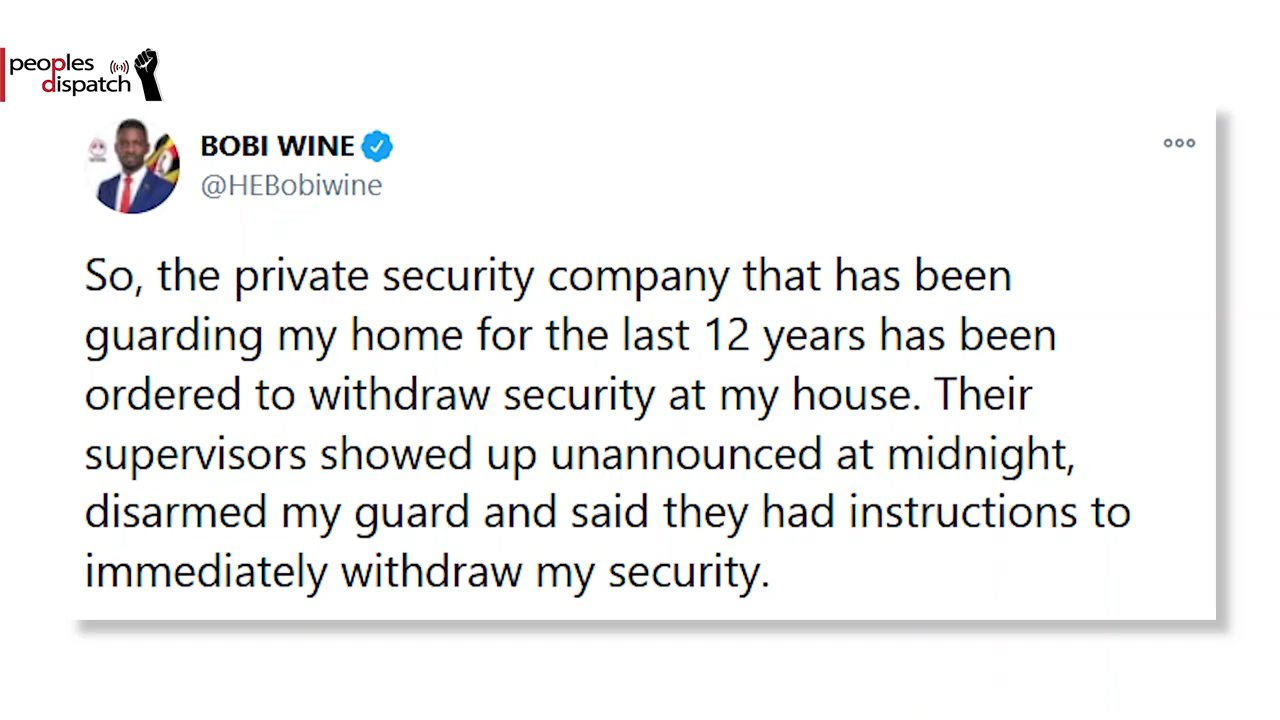 peoples
dispatch
BOBI WINE
@HEBobiwine
So, the private security company that has been
guarding my home for the last 12 years has been
ordered to withdraw security at my house. Their
supervisors showed up unannounced at midnight,
disarmed my guard and said they had instructions to
immediately withdraw my security.